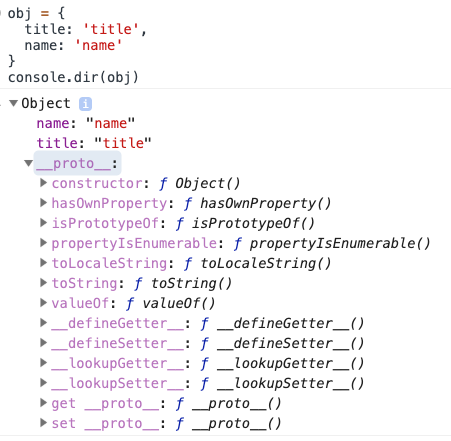 obj = {
title: 'title',
name: 'name'
}
console.dir(obj)
Object i
name: "name"
title: "title"
__proto__:
constructor: ƒ Object()
hasOwnProperty: ƒ hasOwnProperty()
isPrototypeOf: ƒ isPrototypeOf()
propertyIsEnumerable: ƒ propertyIsEnumerable()
toLocaleString: ƒ toLocaleString()
toString: ƒ toString()
valueOf: ƒ valueOf()
__defineGetter__: ƒ __defineGetter__()
__defineSetter__: ƒ __defineSetter__()
__lookupGetter__: ƒ __lookupGetter__()
__lookupSetter__: ƒ __lookupSetter__()
get __proto__: ƒ __proto__()
set __proto__: ƒ __proto__()